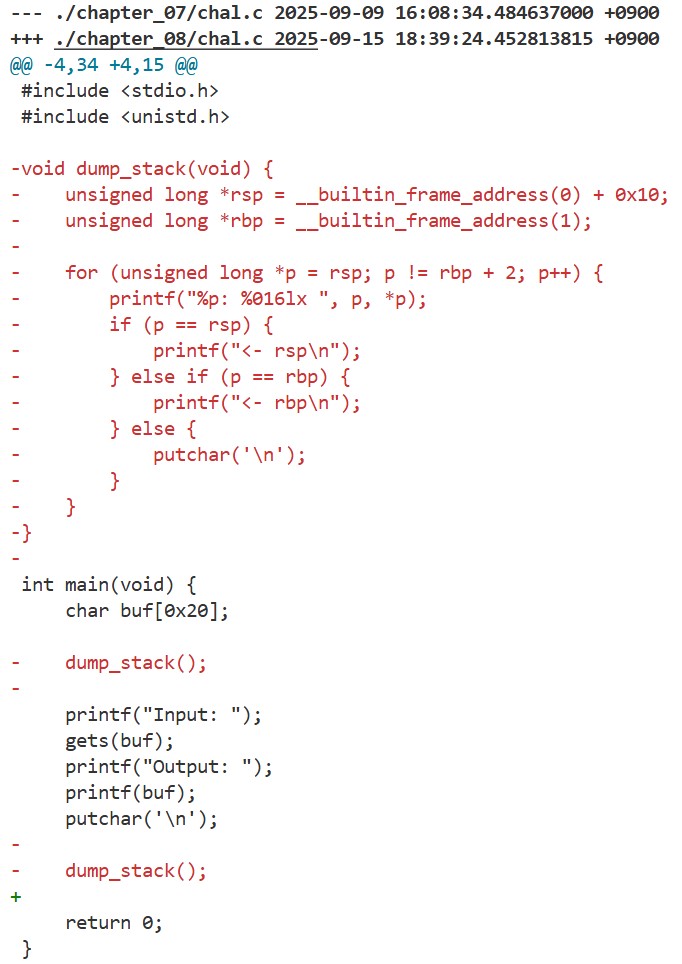 --- ./chapter_07/chal.c 2025-09-09 16:08:34.484637000 +0900
+++ ./chapter_08/chal.c 2025-09-15 18:39:24.452813815 +0900
@@ -4,34 +4,15 @@
 #include <stdio.h>
 #include <unistd.h>

-void dump_stack(void) {
-    unsigned long *rsp = __builtin_frame_address(0) + 0x10;
-    unsigned long *rbp = __builtin_frame_address(1);
-
-    for (unsigned long *p = rsp; p != rbp + 2; p++) {
-        printf("%p: %016lx ", p, *p);
-        if (p == rsp) {
-            printf("<- rsp\n");
-        } else if (p == rbp) {
-            printf("<- rbp\n");
-        } else {
-            putchar('\n');
-        }
-    }
-}
-
 int main(void) {
     char buf[0x20];

-    dump_stack();
-
     printf("Input: ");
     gets(buf);
     printf("Output: ");
     printf(buf);
     putchar('\n');
-
-    dump_stack();
+
     return 0;
 }